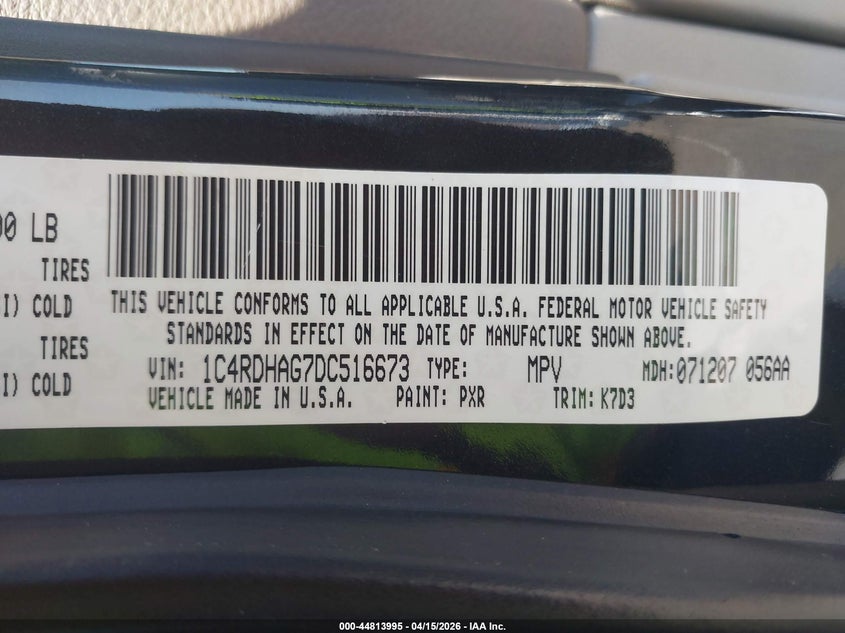 00 LB
TIRES
I) COLD
TIRES
I) COLD
THIS VEHICLE CONFORMS TO ALL APPLICABLE U.S.A. FEDERAL MOTOR VEHICLE SAFETY
STANDARDS IN EFFECT ON THE DATE OF MANUFACTURE SHOWN ABOVE.
VIN: 1C4RDHAG7DC516673 TYPE: MPV MDH:071207 056AA
VEHICLE MADE IN U.S.A. PAINT: PXR TRIM: K7D3
000-44813995 - 04/15/2026 - IAA Inc.